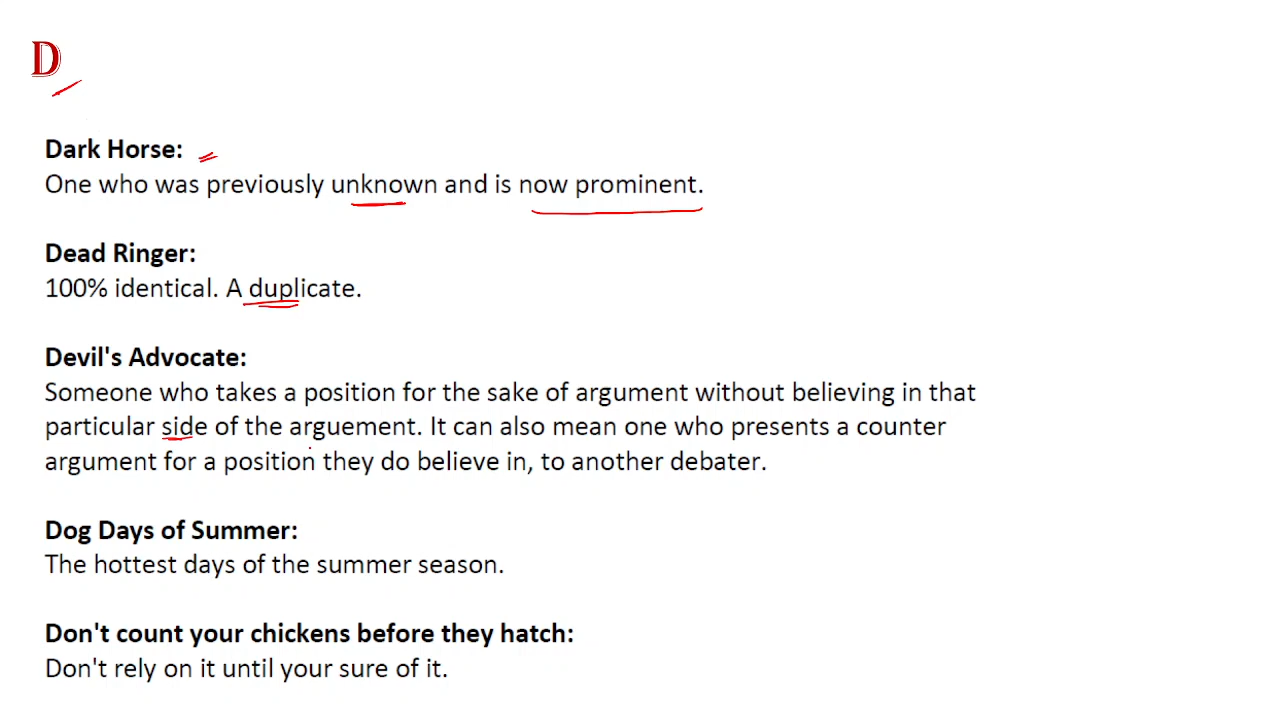 D
Dark Horse:
One who was previously unknown and is now prominent.
Dead Ringer:
100% identical. A duplicate.
Devil's Advocate:
Someone who takes a position for the sake of argument without believing in that
particular side of the arguement. It can also mean one who presents a counter
argument for a position they do believe in, to another debater.
Dog Days of Summer:
The hottest days of the summer season.
Don't count your chickens before they hatch:
Don't rely on it until your sure of it.